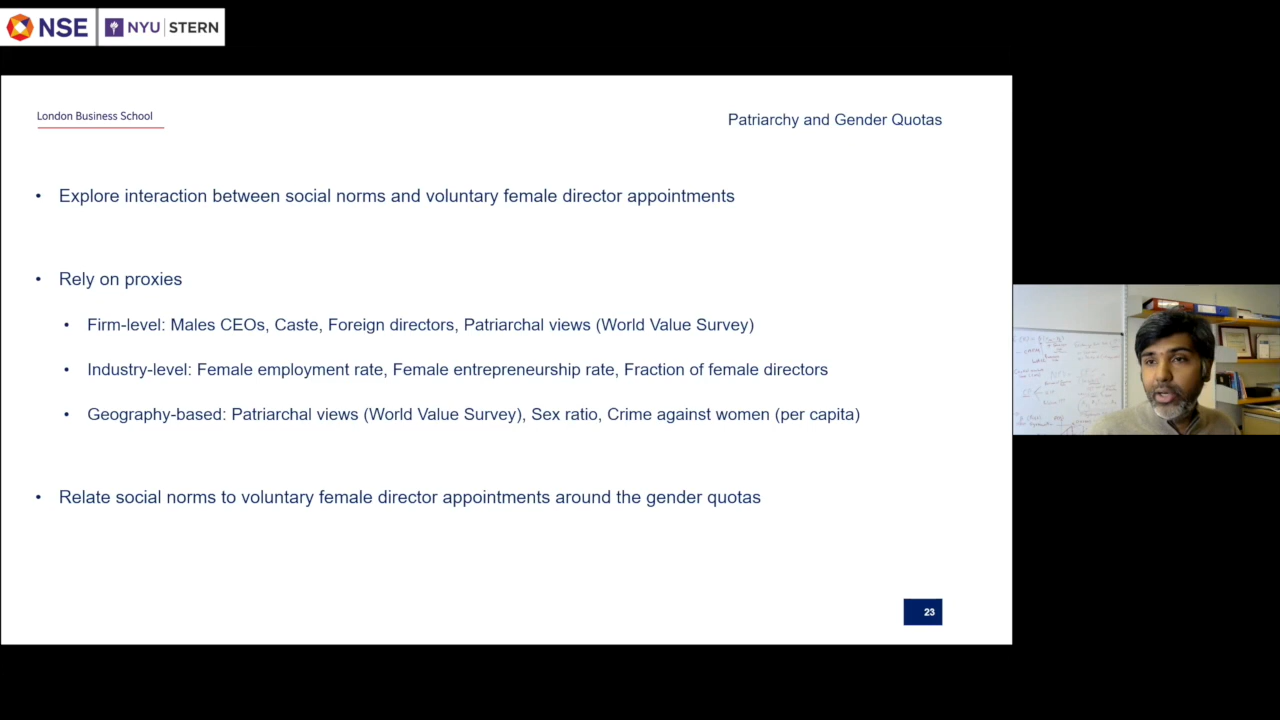 NSE NYU STERN
London Business School
Patriarchy and Gender Quotas
• Explore interaction between social norms and voluntary female director appointments
• Rely on proxies
• Firm-level: Males CEOs, Caste, Foreign directors, Patriarchal views (World Value Survey)
• Industry-level: Female employment rate, Female entrepreneurship rate, Fraction of female directors
• Geography-based: Patriarchal views (World Value Survey), Sex ratio, Crime against women (per capita)
• Relate social norms to voluntary female director appointments around the gender quotas
23